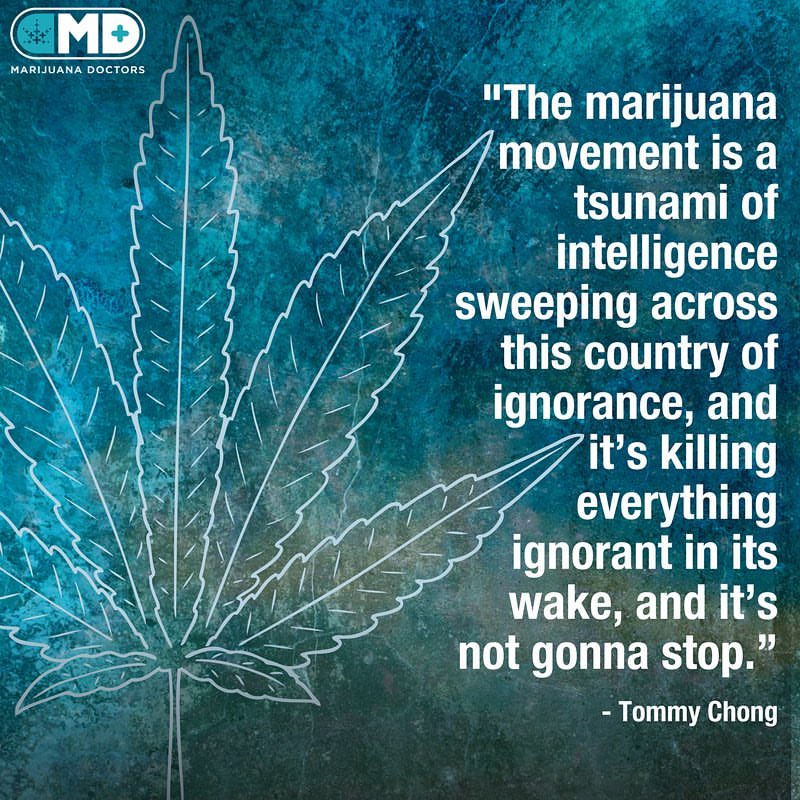 MD
MARIJUANA DOCTORS
"The marijuana
movement is a
tsunami of
intelligence
sweeping across
this country of
ignorance, and
it’s killing
everything
ignorant in its
wake, and it’s
not gonna stop.”
- Tommy Chong